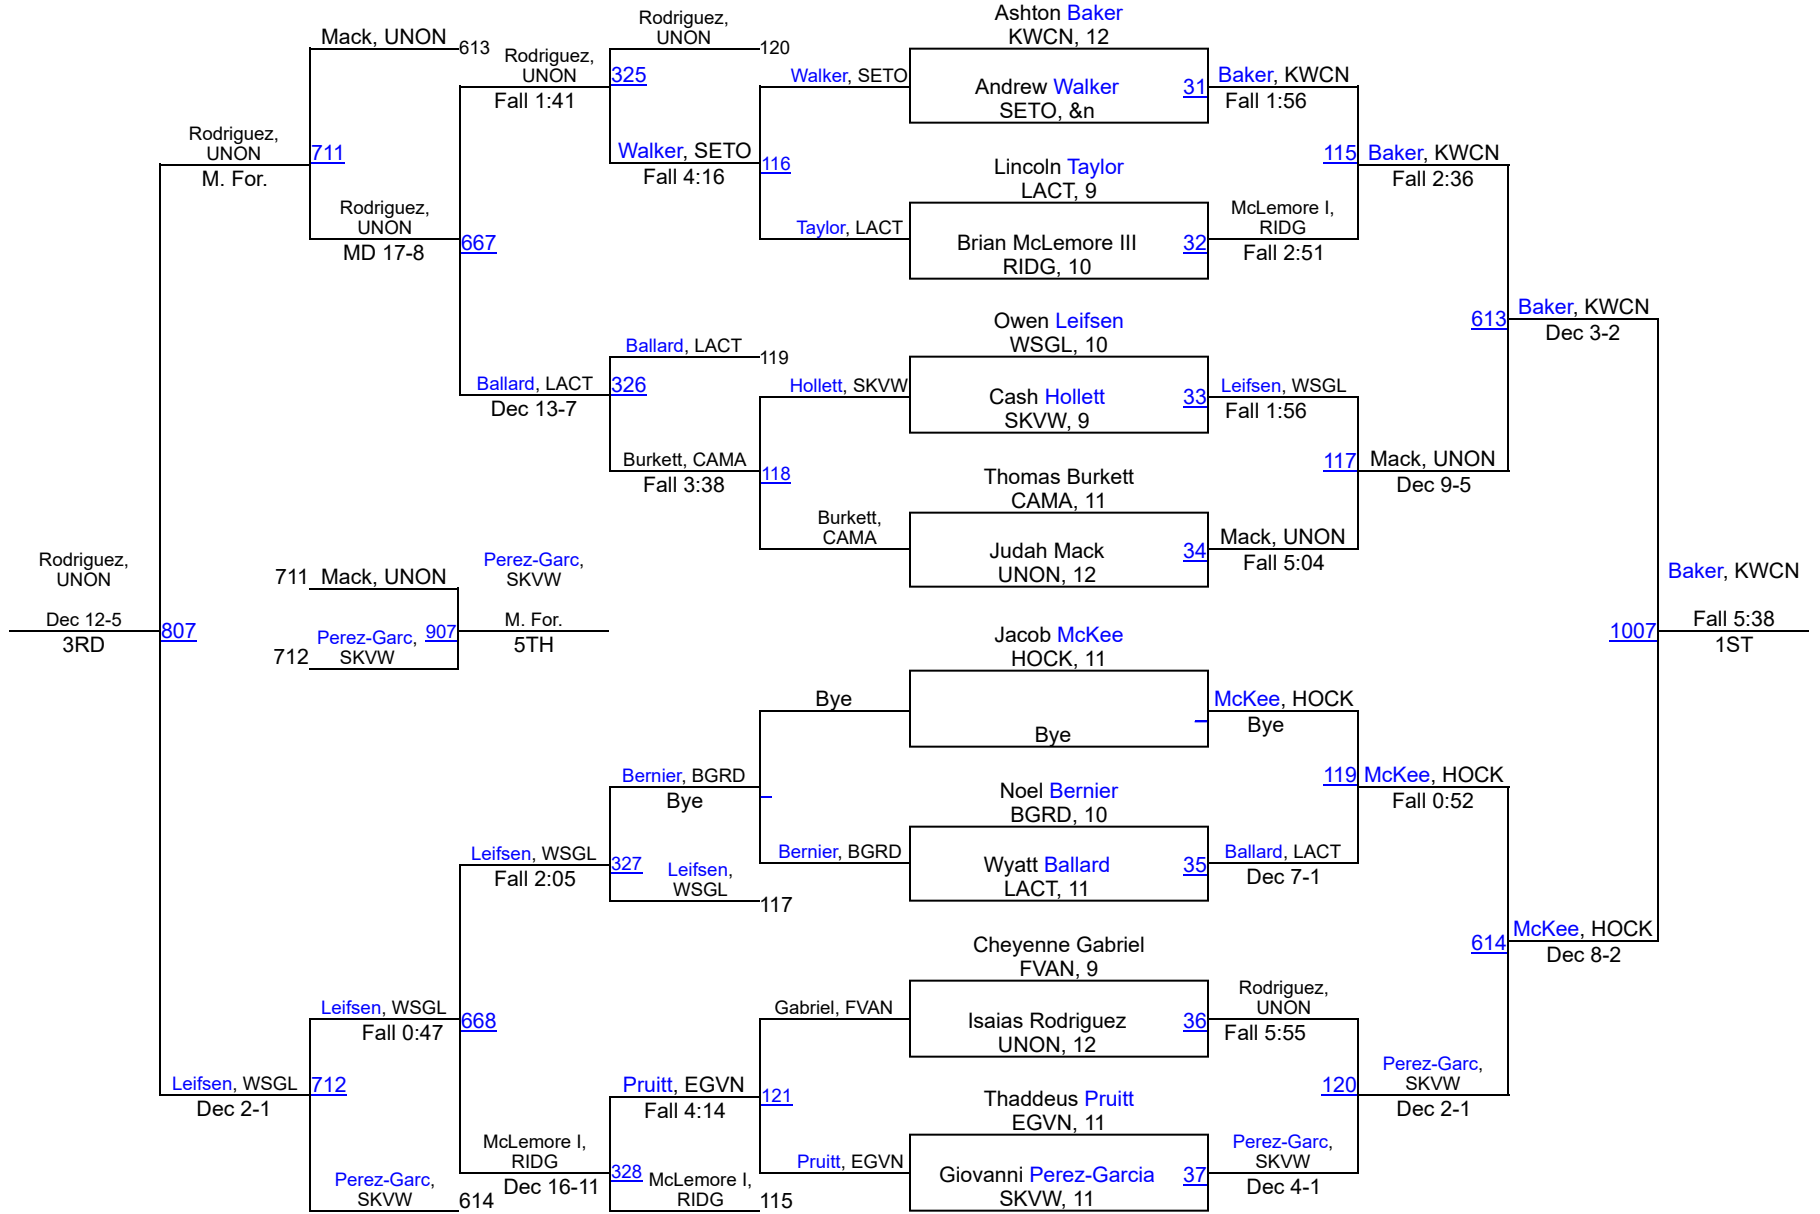 Ashton Baker
KWCN, 12
Andrew Walker
SETO, &n
31
Lincoln Taylor
LACT, 9
Brian McLemore III
RIDG, 10
32
Owen Leifsen
WSGL, 10
Cash Hollett
SKVW, 9
33
Thomas Burkett
CAMA, 11
Judah Mack
UNON, 12
34
Jacob McKee
HOCK, 11
Bye
Noel Bernier
BGRD, 10
Wyatt Ballard
LACT, 11
35
Cheyenne Gabriel
FVAN, 9
Isaias Rodriguez
UNON, 12
36
Thaddeus Pruitt
EGVN, 11
Giovanni Perez-Garcia
SKVW, 11
37
Baker, KWCN
Fall 1:56
115
McLemore I,
RIDG
Fall 2:51
Leifsen, WSGL
Fall 1:56
117
Mack, UNON
Fall 5:04
McKee, HOCK
Bye
119
Ballard, LACT
Dec 7-1
Rodriguez,
UNON
Fall 5:55
120
Perez-Garc,
SKVW
Dec 4-1
Baker, KWCN
Fall 2:36
613
Mack, UNON
Dec 9-5
McKee, HOCK
Fall 0:52
614
Perez-Garc,
SKVW
Dec 2-1
Baker, KWCN
Dec 3-2
1007
McKee, HOCK
Dec 8-2
Baker, KWCN
Fall 5:38
1ST
Walker, SETO
116
Taylor, LACT
Hollett, SKVW
118
Burkett,
CAMA
Bye
Bernier, BGRD
Gabriel, FVAN
121
Pruitt, EGVN
Rodriguez,
UNON
120
325
Walker, SETO
Fall 4:16
Ballard, LACT
119
326
Burkett, CAMA
Fall 3:38
Bernier, BGRD
Bye
327
Leifsen,
WSGL
117
Pruitt, EGVN
Fall 4:14
328
McLemore I,
RIDG
115
Rodriguez,
UNON
Fall 1:41
667
Ballard, LACT
Dec 13-7
Leifsen, WSGL
Fall 2:05
668
McLemore I,
RIDG
Dec 16-11
Mack, UNON
613
711
Rodriguez,
UNON
MD 17-8
Leifsen, WSGL
Fall 0:47
712
Perez-Garc,
SKVW
614
Rodriguez,
UNON
M. For.
807
Leifsen, WSGL
Dec 2-1
Rodriguez,
UNON
Dec 12-5
3RD
711 Mack, UNON
712
Perez-Garc,
SKVW
907
Perez-Garc,
SKVW
M. For.
5TH